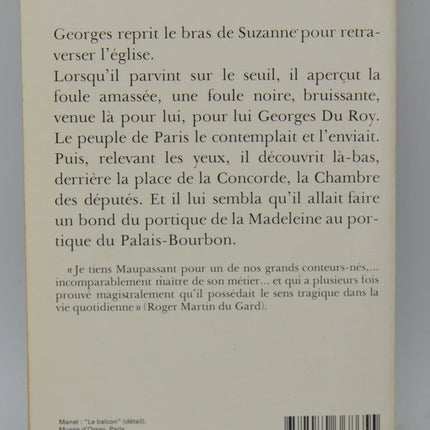 Georges reprit le bras de Suzanne pour retra-
verser l'église.
Lorsqu'il parvint sur le seuil, il aperçut la
foule amassée, une foule noire, bruissante,
venue là pour lui, pour lui Georges Du Roy.
Le peuple de Paris le contemplait et l'enviait.
Puis, relevant les yeux, il découvrit là-bas,
derrière la place de la Concorde, la Chambre
des députés. Et il lui sembla qu'il allait faire
un bond du portique de la Madeleine au por-
tique du Palais-Bourbon.
« Je tiens Maupassant pour un de nos grands conteurs-nés,...
incomparablement maître de son métier... et qui a plusieurs fois
prouvé magistralement qu'il possédait le sens tragique dans la
vie quotidienne » (Roger Martin du Gard).
Manet : "Le balcon" (détail).
Musée d'Orsay, Paris.